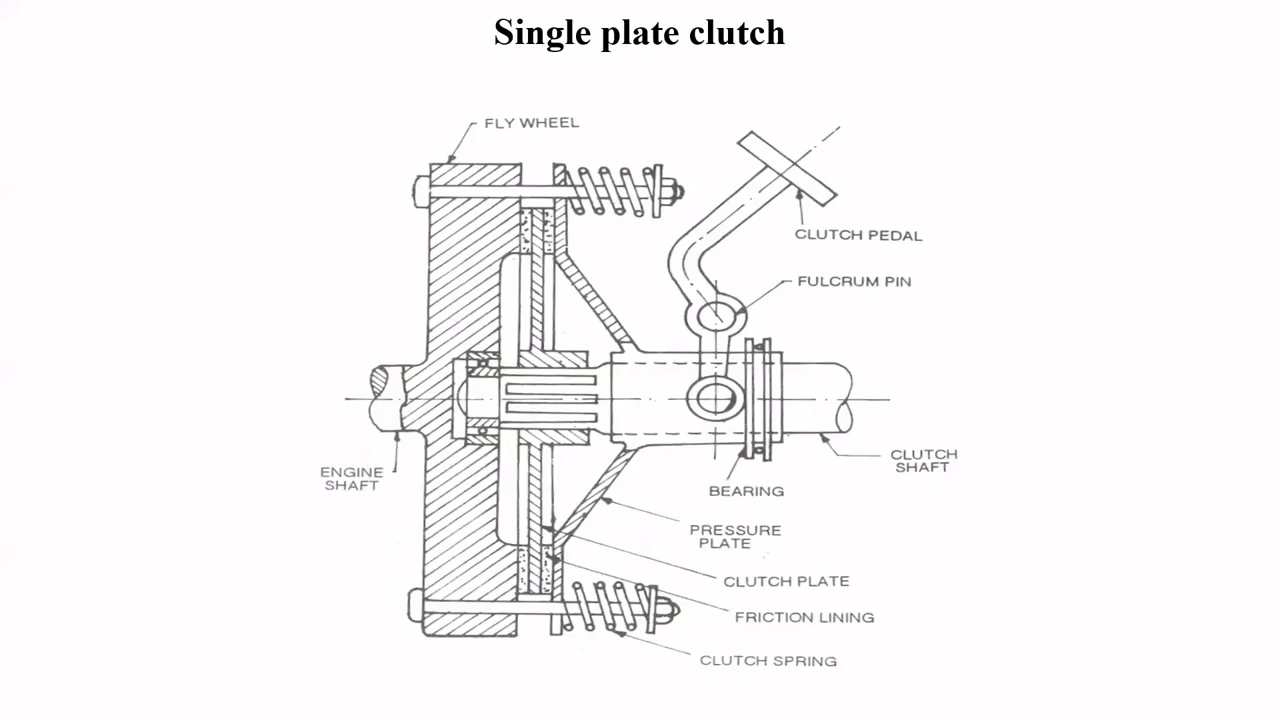 Single plate clutch
FLY WHEEL
CLUTCH PEDAL
FULCRUM PIN
ENGINE
SHAFT
CLUTCH
SHAFT
BEARING
PRESSURE
PLATE
CLUTCH PLATE
FRICTION LINING
CLUTCH SPRING